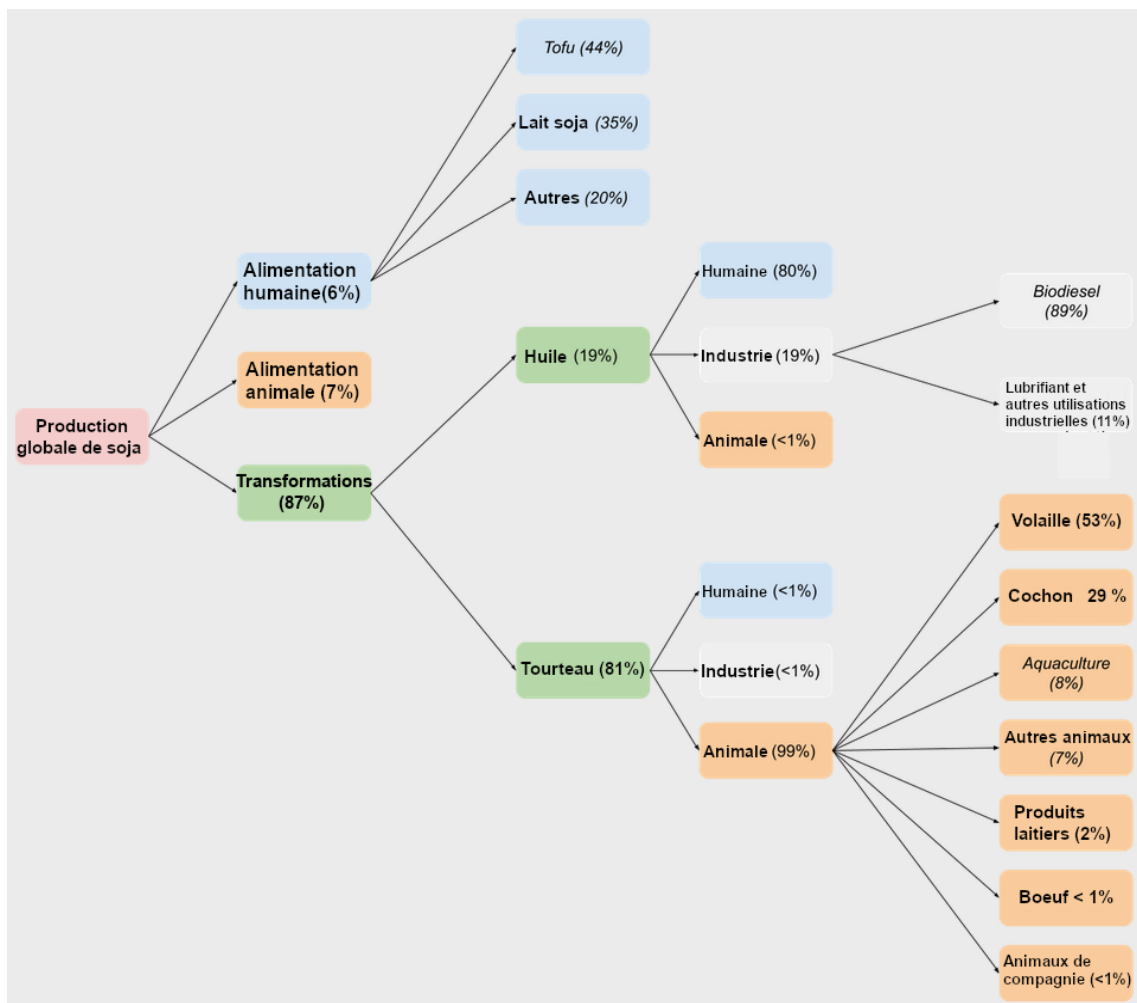 Tofu (44%)
Lait soja (35%)
Autres (20%)
Alimentation
humaine(6%)
Alimentation
animale (7%)
Production
globale de soja
Transformations
(87%)
Huile (19%)
Humaine (80%)
Industrie (19%)
Animale (<1%)
Biodiesel
(89%)
Lubrifiant et
autres utilisations
industrielles (11%)
Tourteau (81%)
Humaine (<1%)
Industrie(<1%)
Animale (99%)
Volaille (53%)
Cochon 29 %
Aquaculture
(8%)
Autres animaux
(7%)
Produits
laitiers (2%)
Boeuf < 1%
Animaux de
compagnie (<1%)